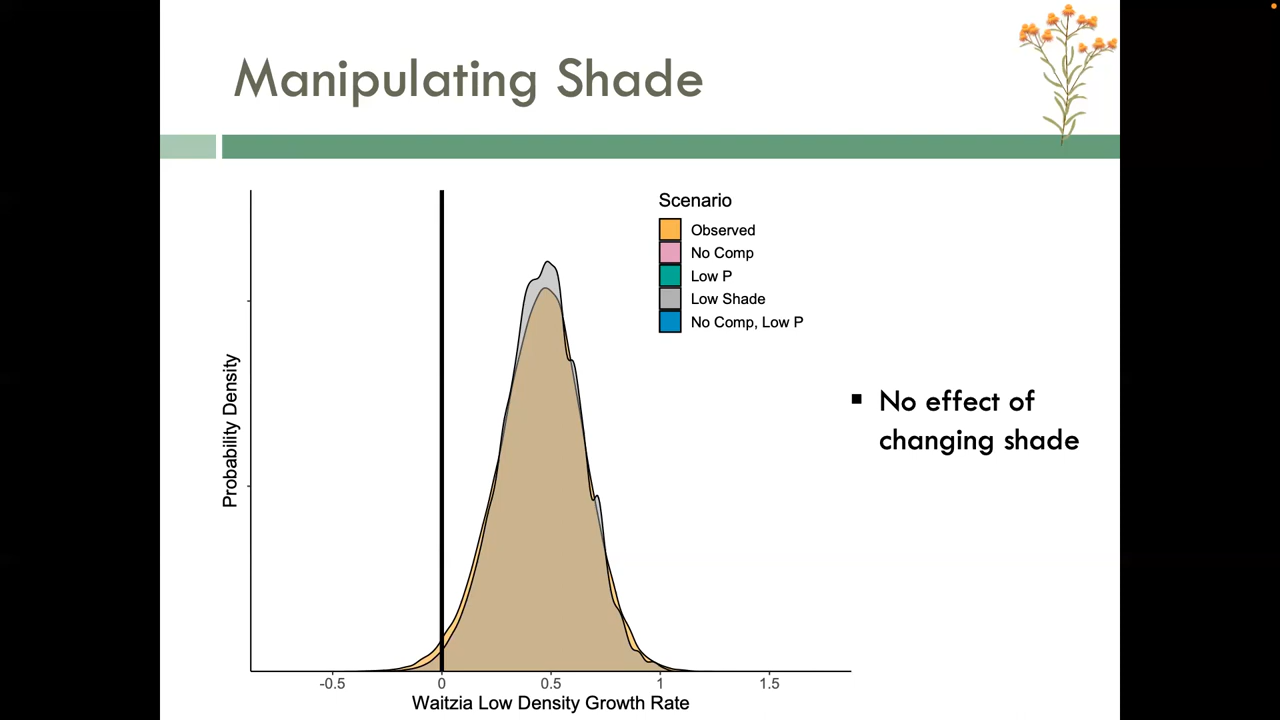 Manipulating Shade
Scenario
Observed
No Comp
Low P
Low Shade
No Comp, Low P
Probability Density
No effect of
changing shade
-0.5
0
0.5
1
1.5
Waitzia Low Density Growth Rate